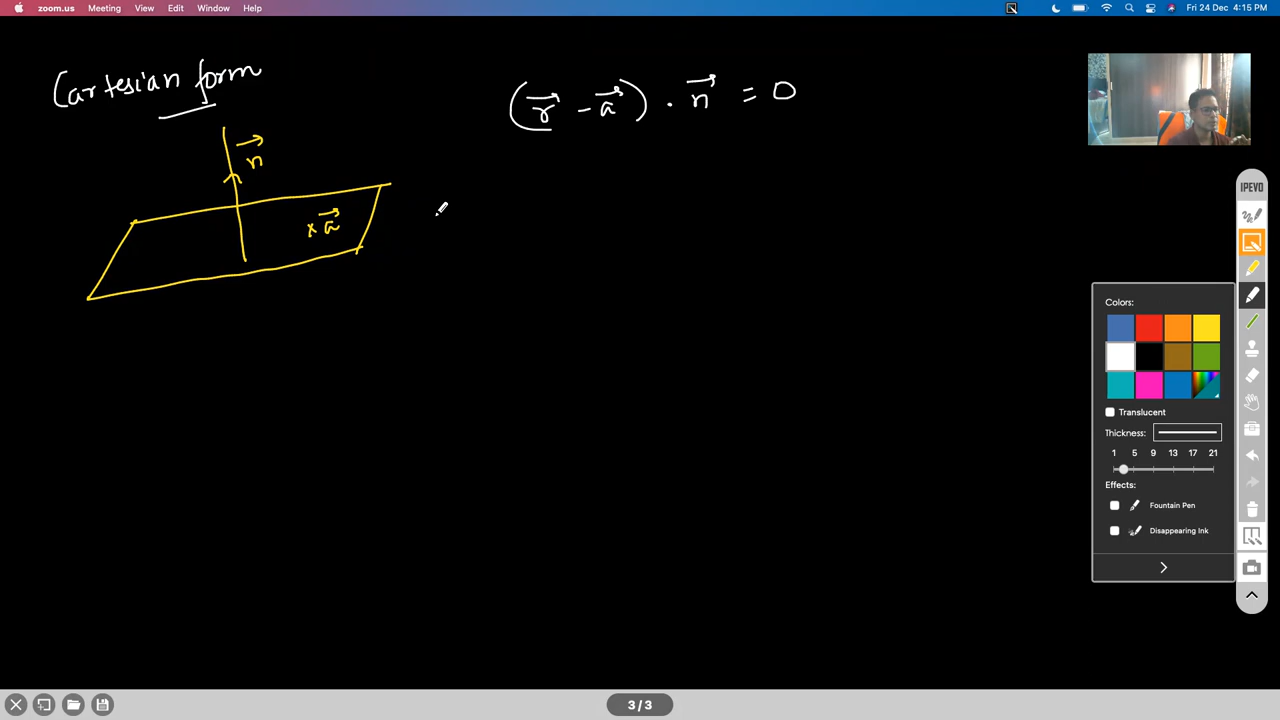 zoom.us Meeting View Edit Window Help Fri 24 Dec 4:15 PM
Cartesian form
(r⃗ – a⃗) · n⃗ = 0
n⃗
× a⃗
IPEVO
Colors:
Translucent
Thickness:
1 5 9 13 17 21
Effects:
Fountain Pen
Disappearing Ink
3/3